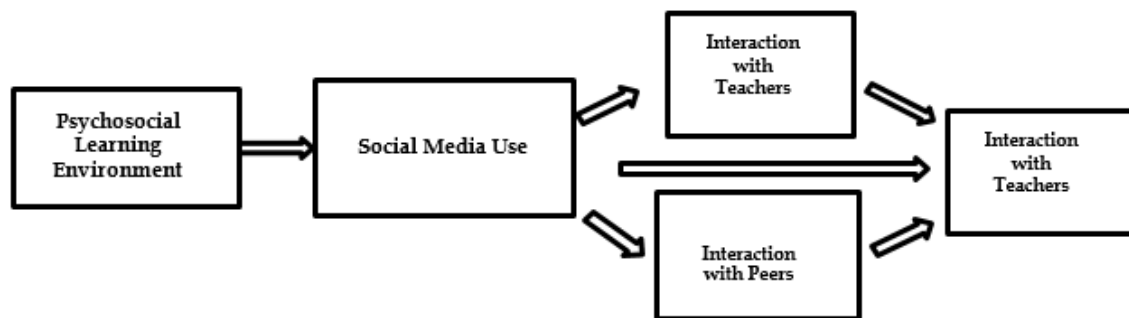 Psychosocial
Learning
Environment
Social Media Use
Interaction
with
Teachers
Interaction
with Peers
Interaction
with
Teachers